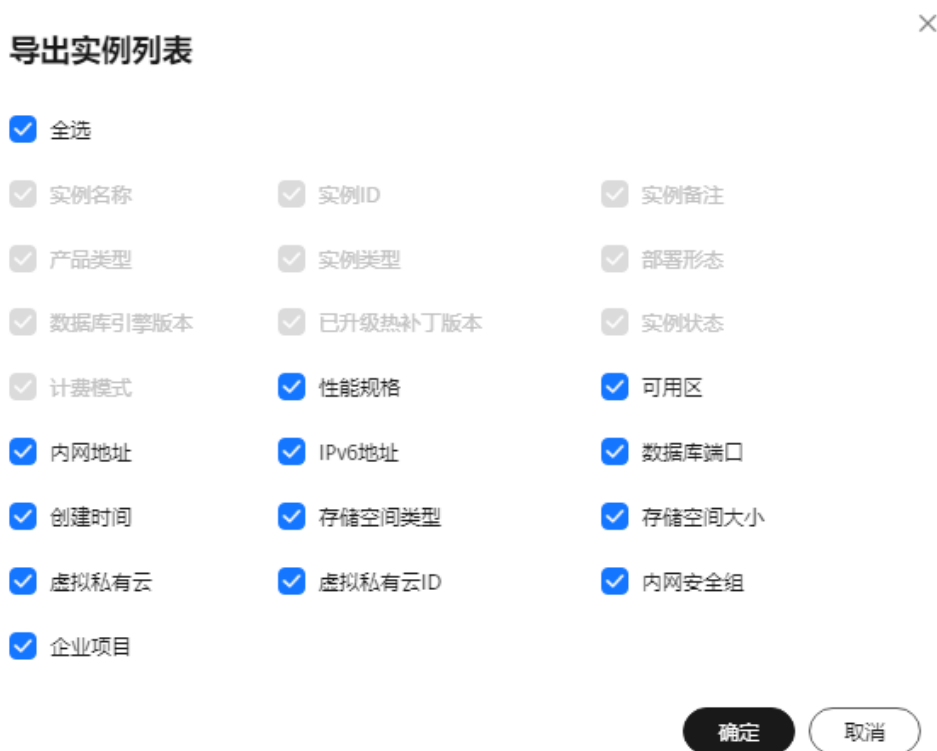 导出实例列表
全选
实例名称 实例ID 实例备注
产品类型 实例类型 部署形态
数据库引擎版本 已升级热补丁版本 实例状态
计费模式 性能规格 可用区
内网地址 IPv6地址 数据库端口
创建时间 存储空间类型 存储空间大小
虚拟私有云 虚拟私有云ID 内网安全组
企业项目
确定 取消